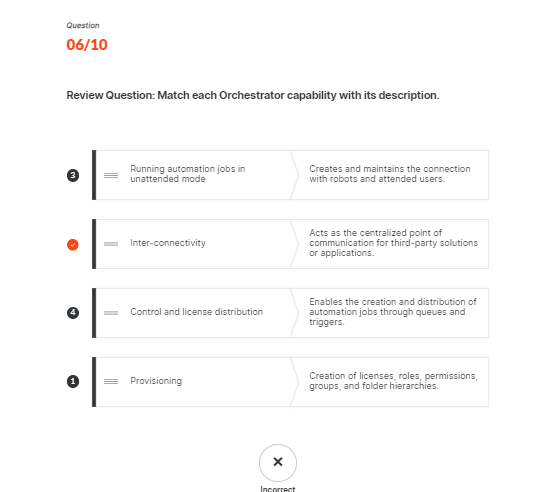 Question
06/10
Review Question: Match each Orchestrator capability with its description.
3
Running automation jobs in
unattended mode
Creates and maintains the connection
with robots and attended users.
Inter-connectivity
Acts as the centralized point of
communication for third-party solutions
or applications.
4
Control and license distribution
Enables the creation and distribution of
automation jobs through queues and
triggers.
1
Provisioning
Creation of licenses, roles, permissions,
groups, and folder hierarchies.
Incorrect